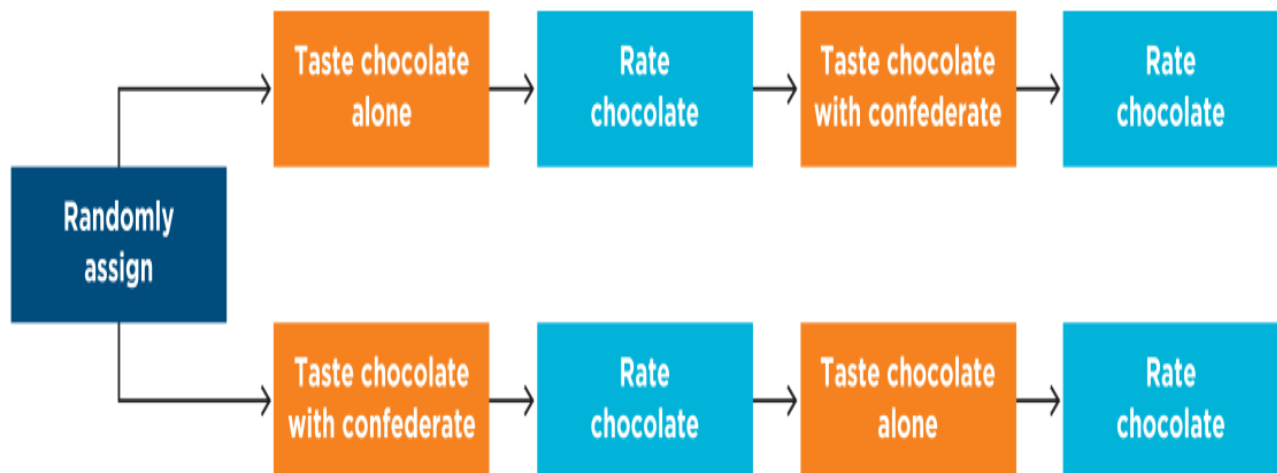 Randomly
assign
Taste chocolate
alone
Rate
chocolate
Taste chocolate
with confederate
Rate
chocolate
Taste chocolate
with confederate
Rate
chocolate
Taste chocolate
alone
Rate
chocolate